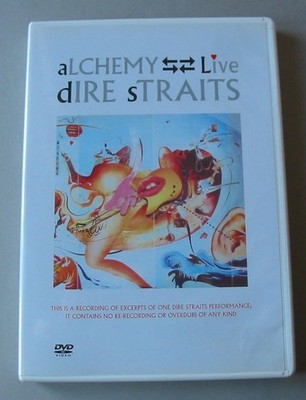 aLCHEMY Live
dIRE sTRAITS
THIS IS A RECORDING OF EXCERPTS OF ONE DIRE STRAITS PERFORMANCE,
IT CONTAINS NO RE-RECORDING OR OVERDUBS OF ANY KIND
DVD
VIDEO